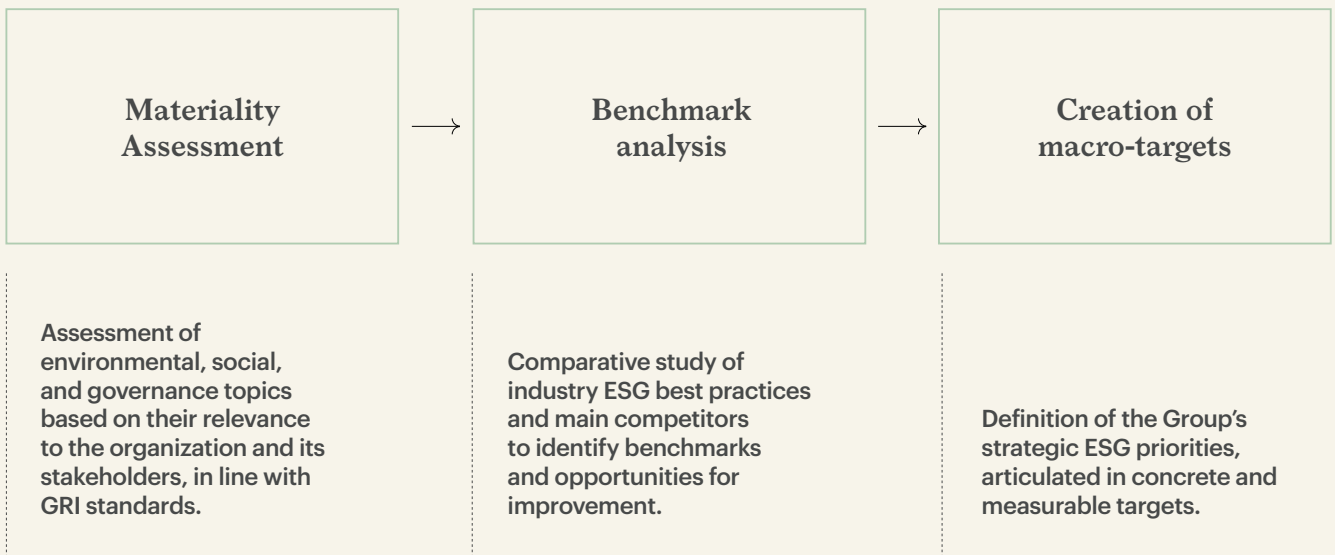 Materiality
Assessment
Benchmark
analysis
Creation of
macro-targets
Assessment of
environmental, social,
and governance topics
based on their relevance
to the organization and its
stakeholders, in line with
GRI standards.
Comparative study of
industry ESG best practices
and main competitors
to identify benchmarks
and opportunities for
improvement.
Definition of the Group’s
strategic ESG priorities,
articulated in concrete and
measurable targets.